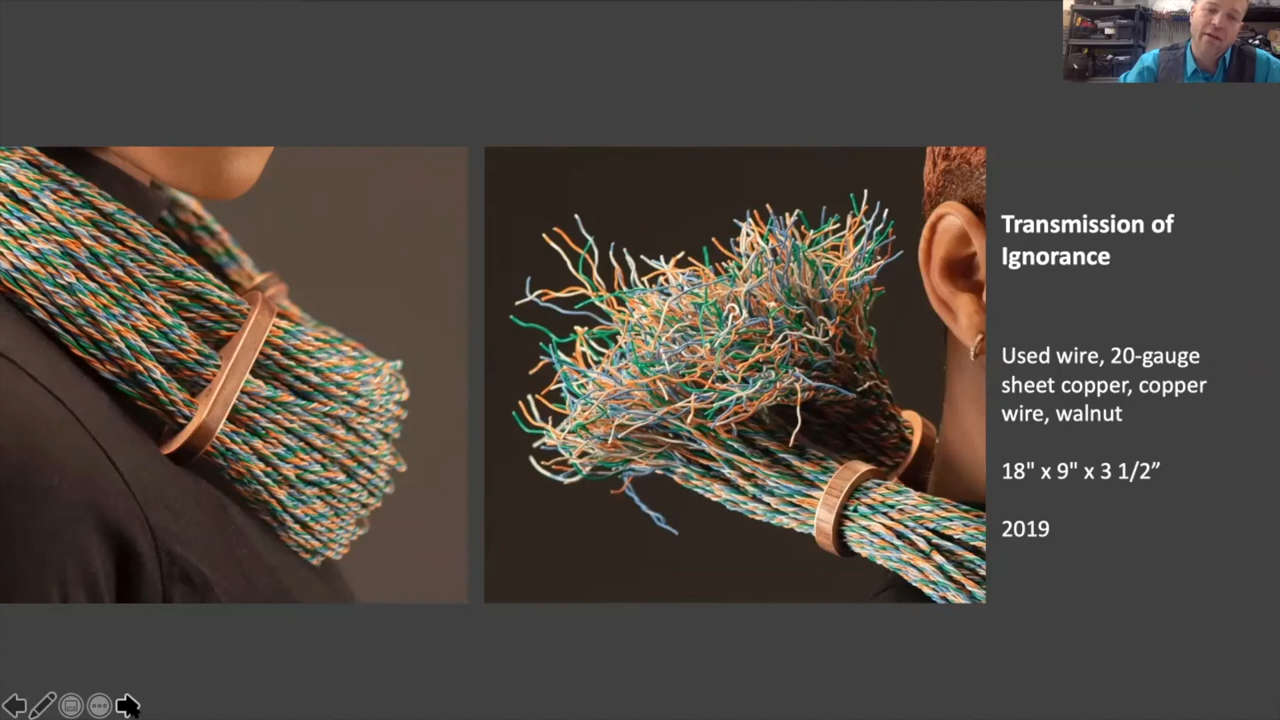 Transmission of
Ignorance
Used wire, 20-gauge
sheet copper, copper
wire, walnut
18" x 9" x 3 1/2”
2019